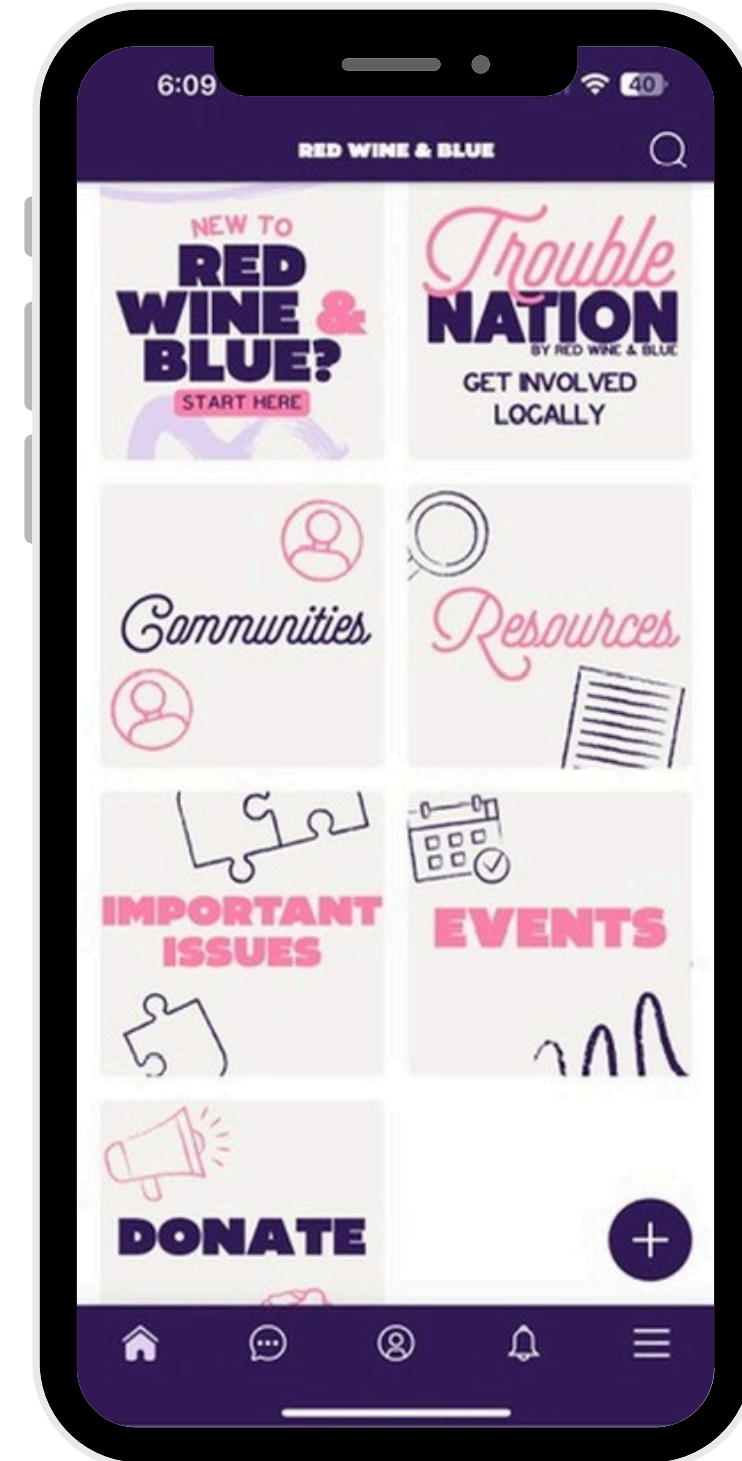 6:09
40
RED WINE & BLUE
NEW TO
RED
WINE &
BLUE?
START HERE
Trouble
NATION
BY RED WINE & BLUE
GET INVOLVED
LOCALLY
Communities
Resources
IMPORTANT
ISSUES
EVENTS
DONATE